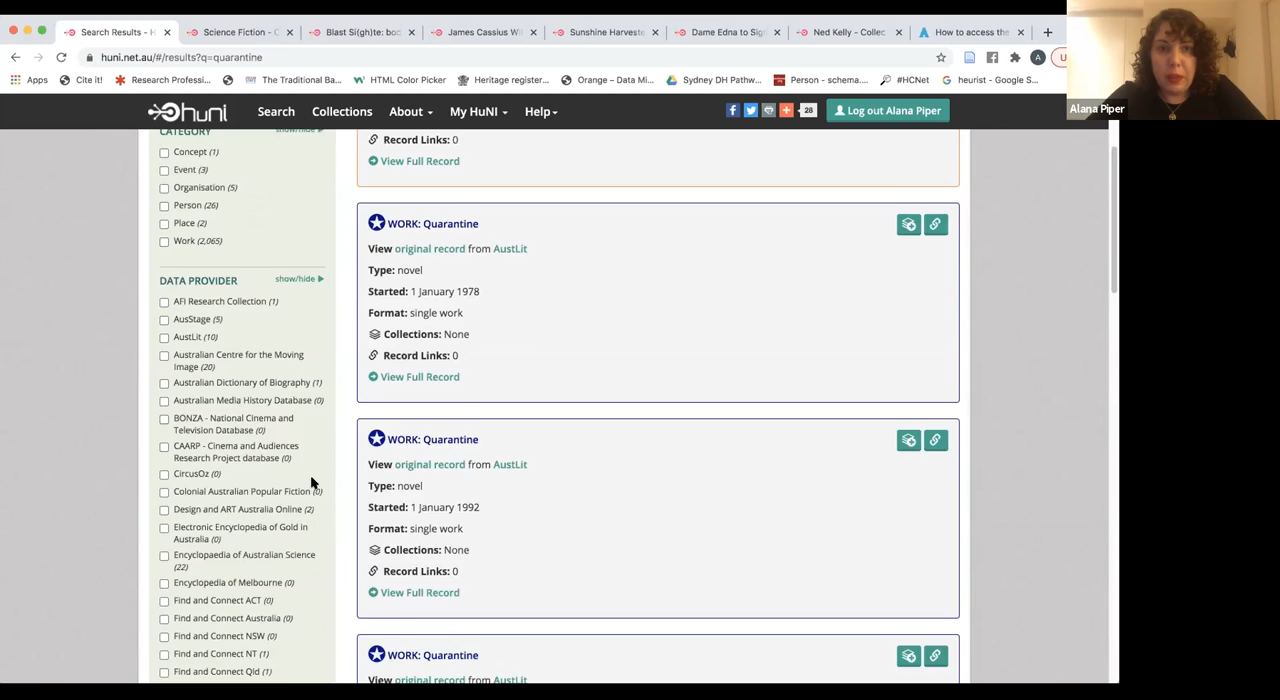 Search Results - H
Science Fiction - C
Blast Si(gh)te: boo
James Cassius Wi
Sunshine Harveste
Dame Edna to Sig
Ned Kelly - Collec
How to access the
huni.net.au/#/results?q=quarantine
A
U
Apps
Cite it!
Research Professi...
The Traditional Ba...
HTML Color Picker
Heritage register...
Orange – Data Mi...
Sydney DH Pathw...
Person - schema....
#HCNet
heurist - Google S...
Alana Piper
huni
Search
Collections
About
My HuNI
Help
28
Log out Alana Piper
CATEGORY
show/hide
Concept (1)
Event (3)
Organisation (5)
Person (26)
Place (2)
Work (2,065)
DATA PROVIDER
show/hide
AFI Research Collection (1)
AusStage (5)
AustLit (10)
Australian Centre for the Moving
Image (20)
Australian Dictionary of Biography (1)
Australian Media History Database (0)
BONZA - National Cinema and
Television Database (0)
CAARP - Cinema and Audiences
Research Project database (0)
CircusOz (0)
Colonial Australian Popular Fiction (0)
Design and ART Australia Online (2)
Electronic Encyclopedia of Gold in
Australia (0)
Encyclopaedia of Australian Science
(22)
Encyclopedia of Melbourne (0)
Find and Connect ACT (0)
Find and Connect Australia (0)
Find and Connect NSW (0)
Find and Connect NT (1)
Find and Connect Qld (1)
Record Links: 0
View Full Record
WORK: Quarantine
View original record from AustLit
Type: novel
Started: 1 January 1978
Format: single work
Collections: None
Record Links: 0
View Full Record
WORK: Quarantine
View original record from AustLit
Type: novel
Started: 1 January 1992
Format: single work
Collections: None
Record Links: 0
View Full Record
WORK: Quarantine
View original record from AustLit